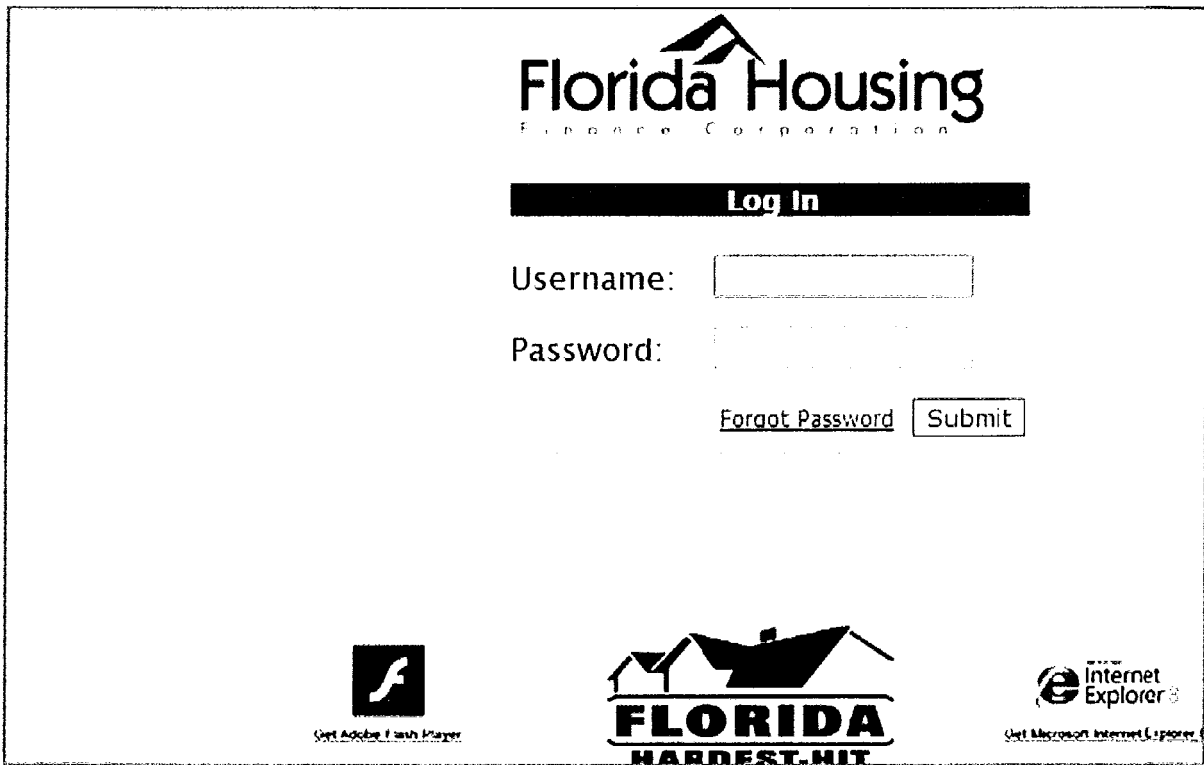 Florida Housing
Finance Corporation
Log In
Username:
Password:
Forgot Password Submit
Internet
Explorer 8
FLORIDA
Get Adobe Flash Player
Get Microsoft Internet Explorer
HARDEST-HIT